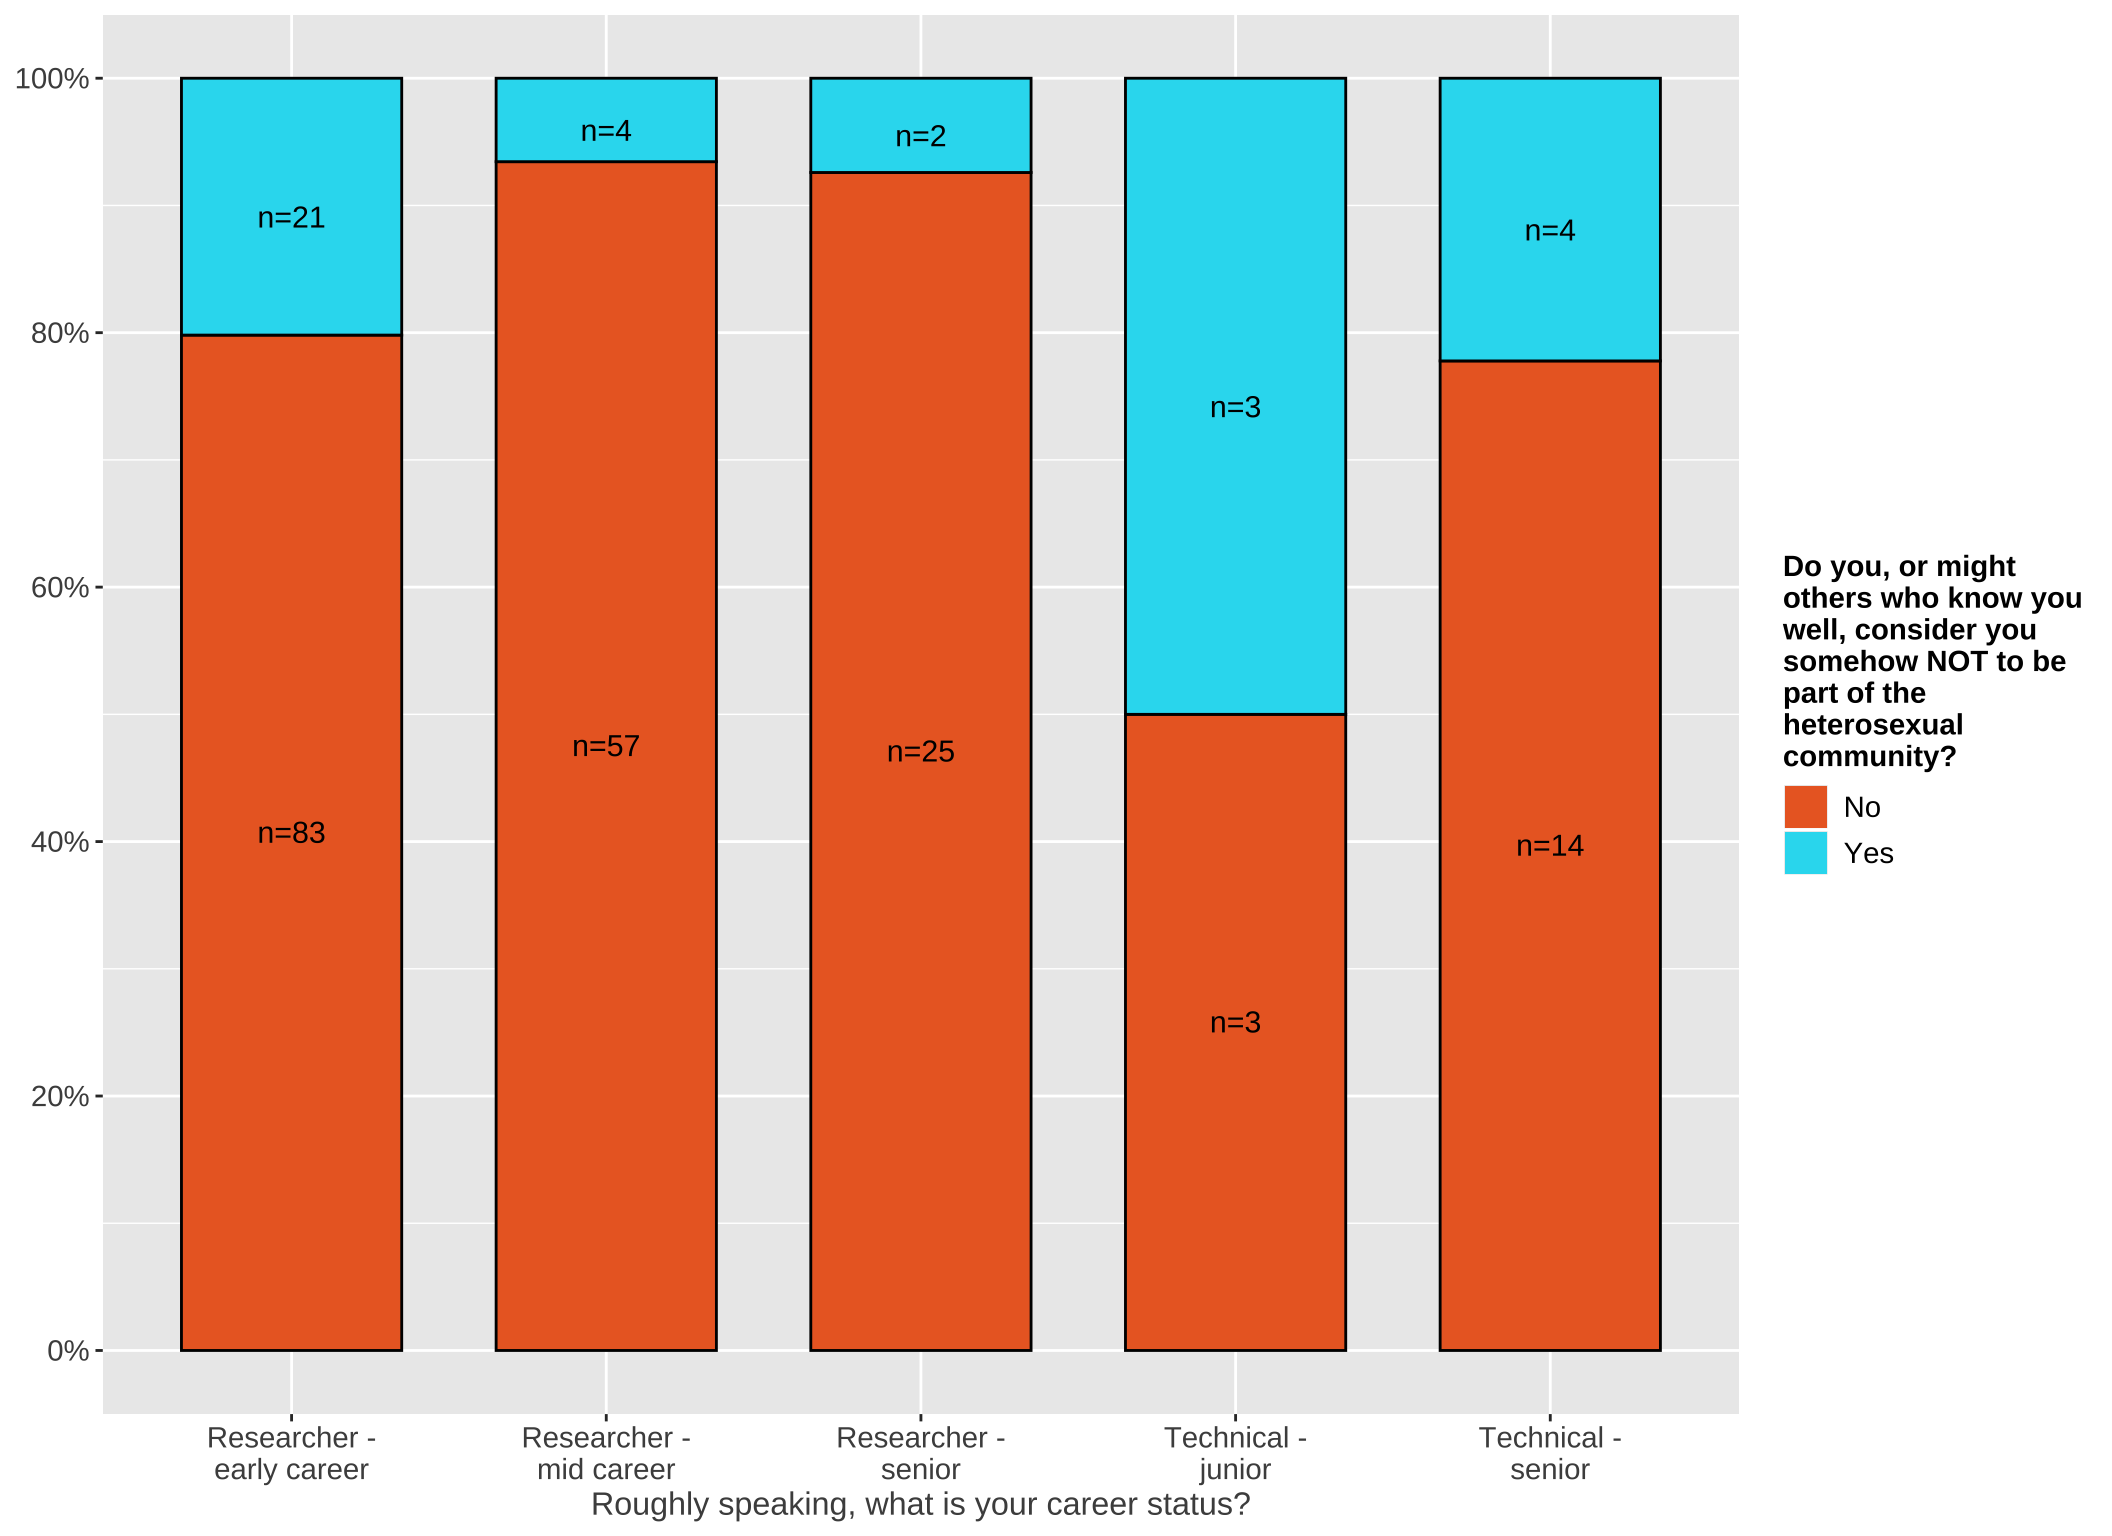 100%
80%
60%
40%
20%
0%
n=21
n=83
n=4
n=57
n=2
n=25
n=3
n=3
n=4
n=14
Researcher -
early career
Researcher -
mid career
Researcher -
senior
Technical -
junior
Technical -
senior
Roughly speaking, what is your career status?
Do you, or might
others who know you
well, consider you
somehow NOT to be
part of the
heterosexual
community?
No
Yes